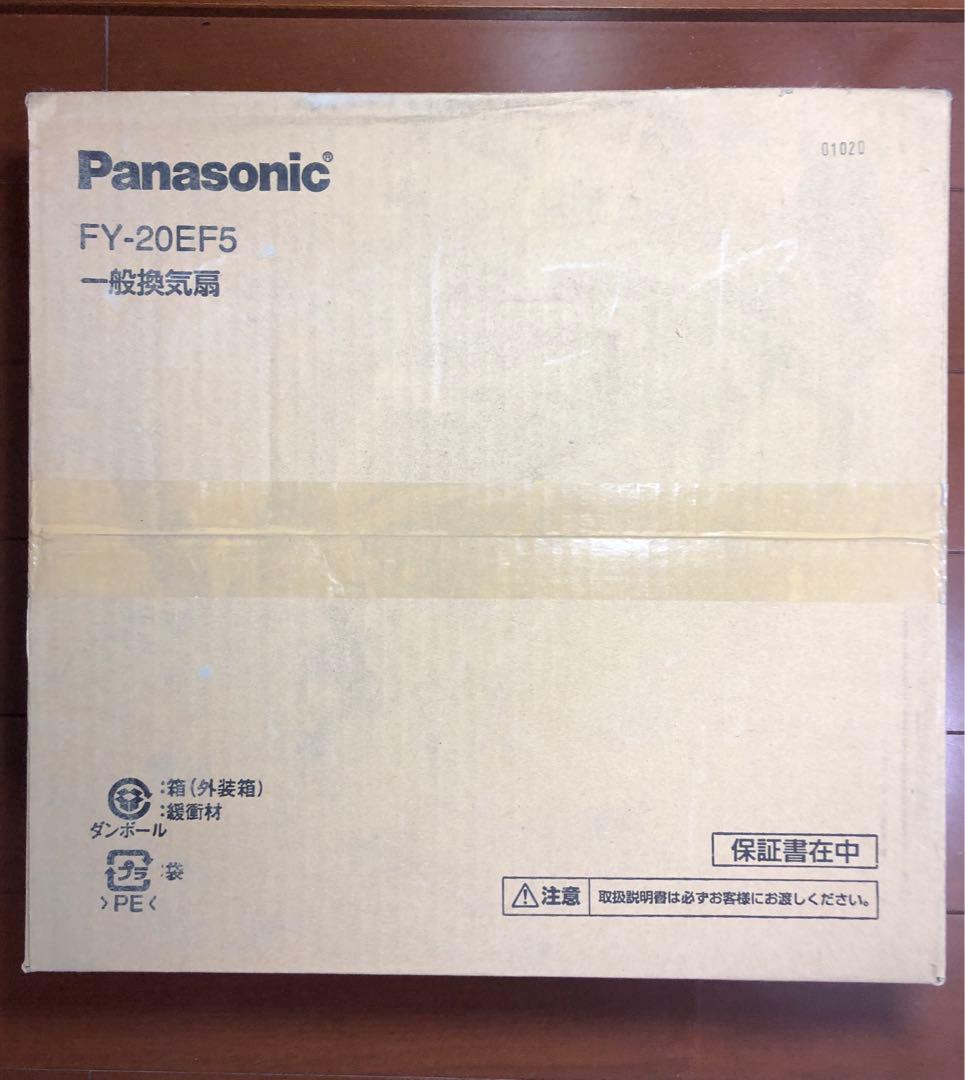 Panasonic®
01020
FY-20EF5
一般換気扇
:箱(外装箱)
:緩衝材
ダンボール
プラ:袋
>PE<
保証書在中
⚠注意 取扱説明書は必ずお客様にお渡しください。